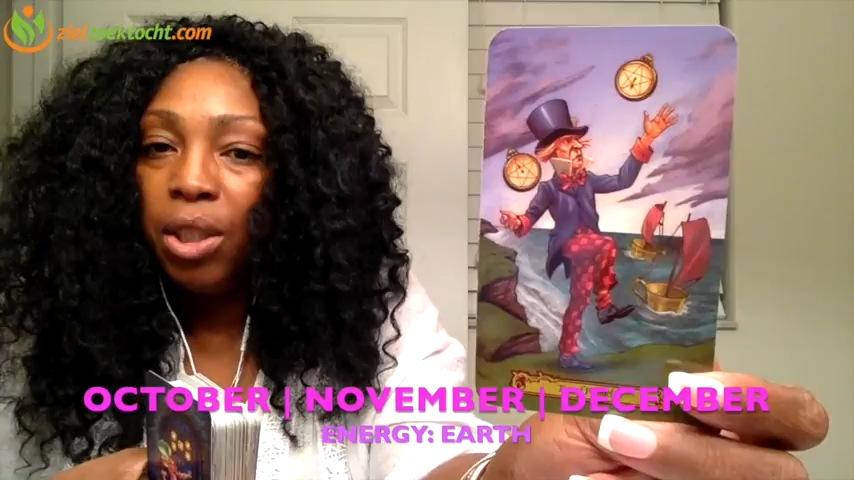 zielzoektocht.com
OCTOBER | NOVEMBER | DECEMBER
ENERGY: EARTH